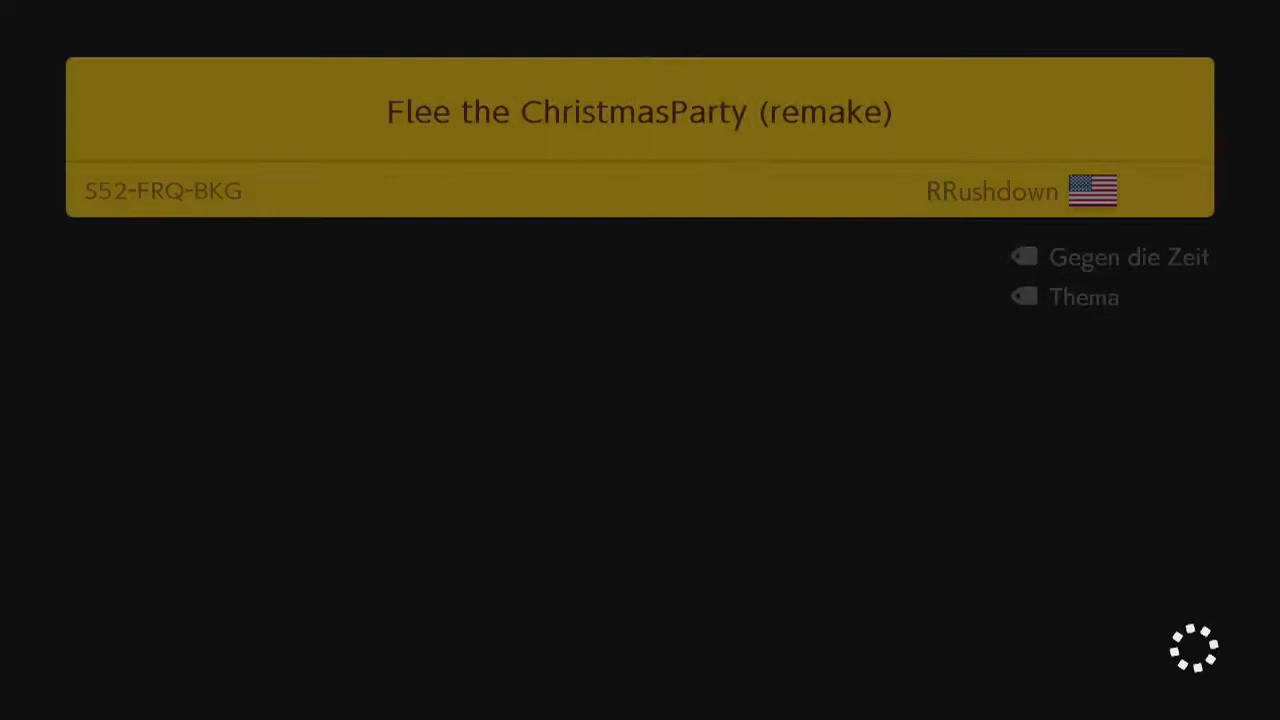 Flee the ChristmasParty (remake)
S52-FRQ-BKG
RRushdown
Gegen die Zeit
Thema